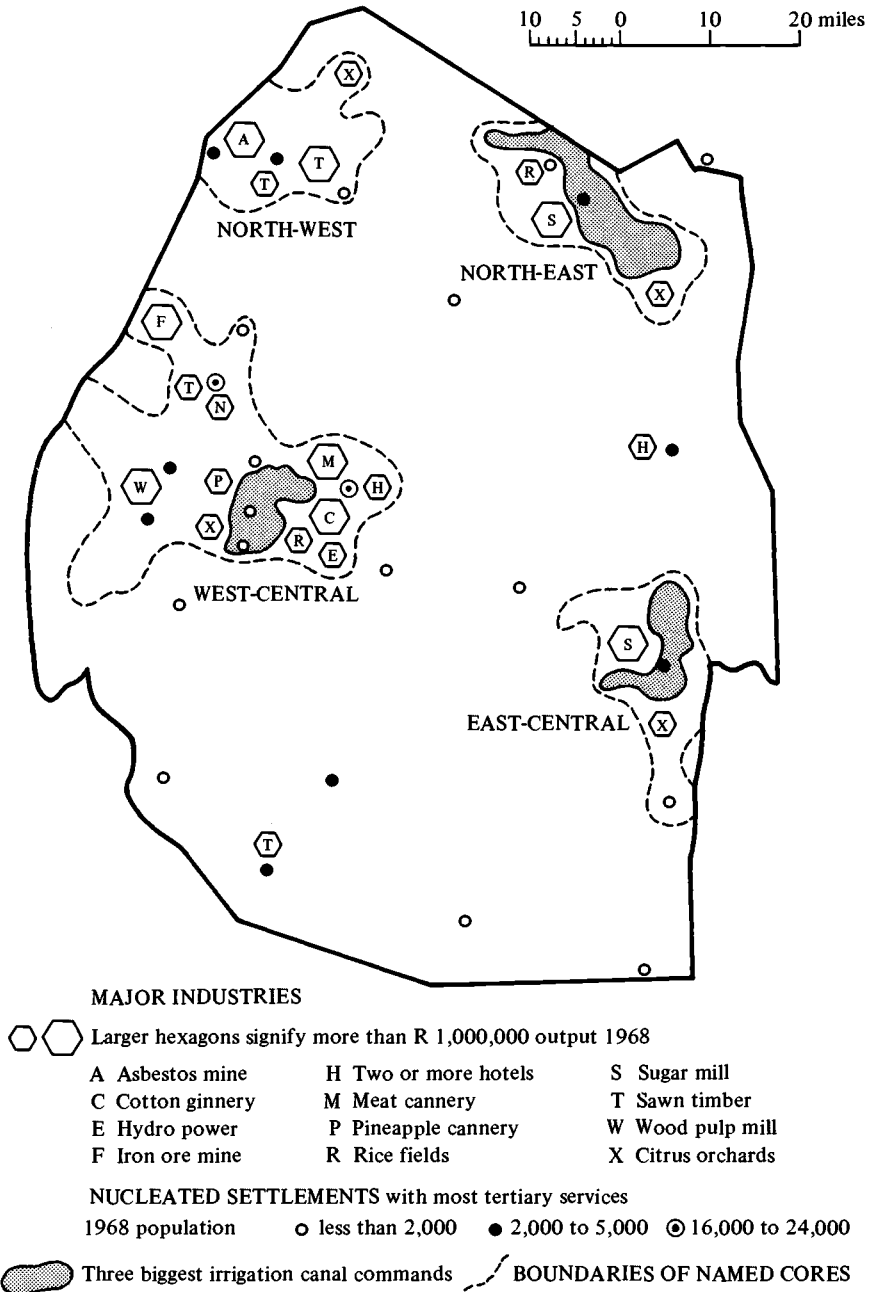 10 5 0 10 20 miles
X
A
T
T
NORTH-WEST
R
S
NORTH-EAST
X
F
T
N
H
M
W
P
H
C
X
R
E
WEST-CENTRAL
S
EAST-CENTRAL
X
T
MAJOR INDUSTRIES
Larger hexagons signify more than R 1,000,000 output 1968
A Asbestos mine H Two or more hotels S Sugar mill
C Cotton ginnery M Meat cannery T Sawn timber
E Hydro power P Pineapple cannery W Wood pulp mill
F Iron ore mine R Rice fields X Citrus orchards
NUCLEATED SETTLEMENTS with most tertiary services
1968 population less than 2,000 2,000 to 5,000 16,000 to 24,000
Three biggest irrigation canal commands BOUNDARIES OF NAMED CORES